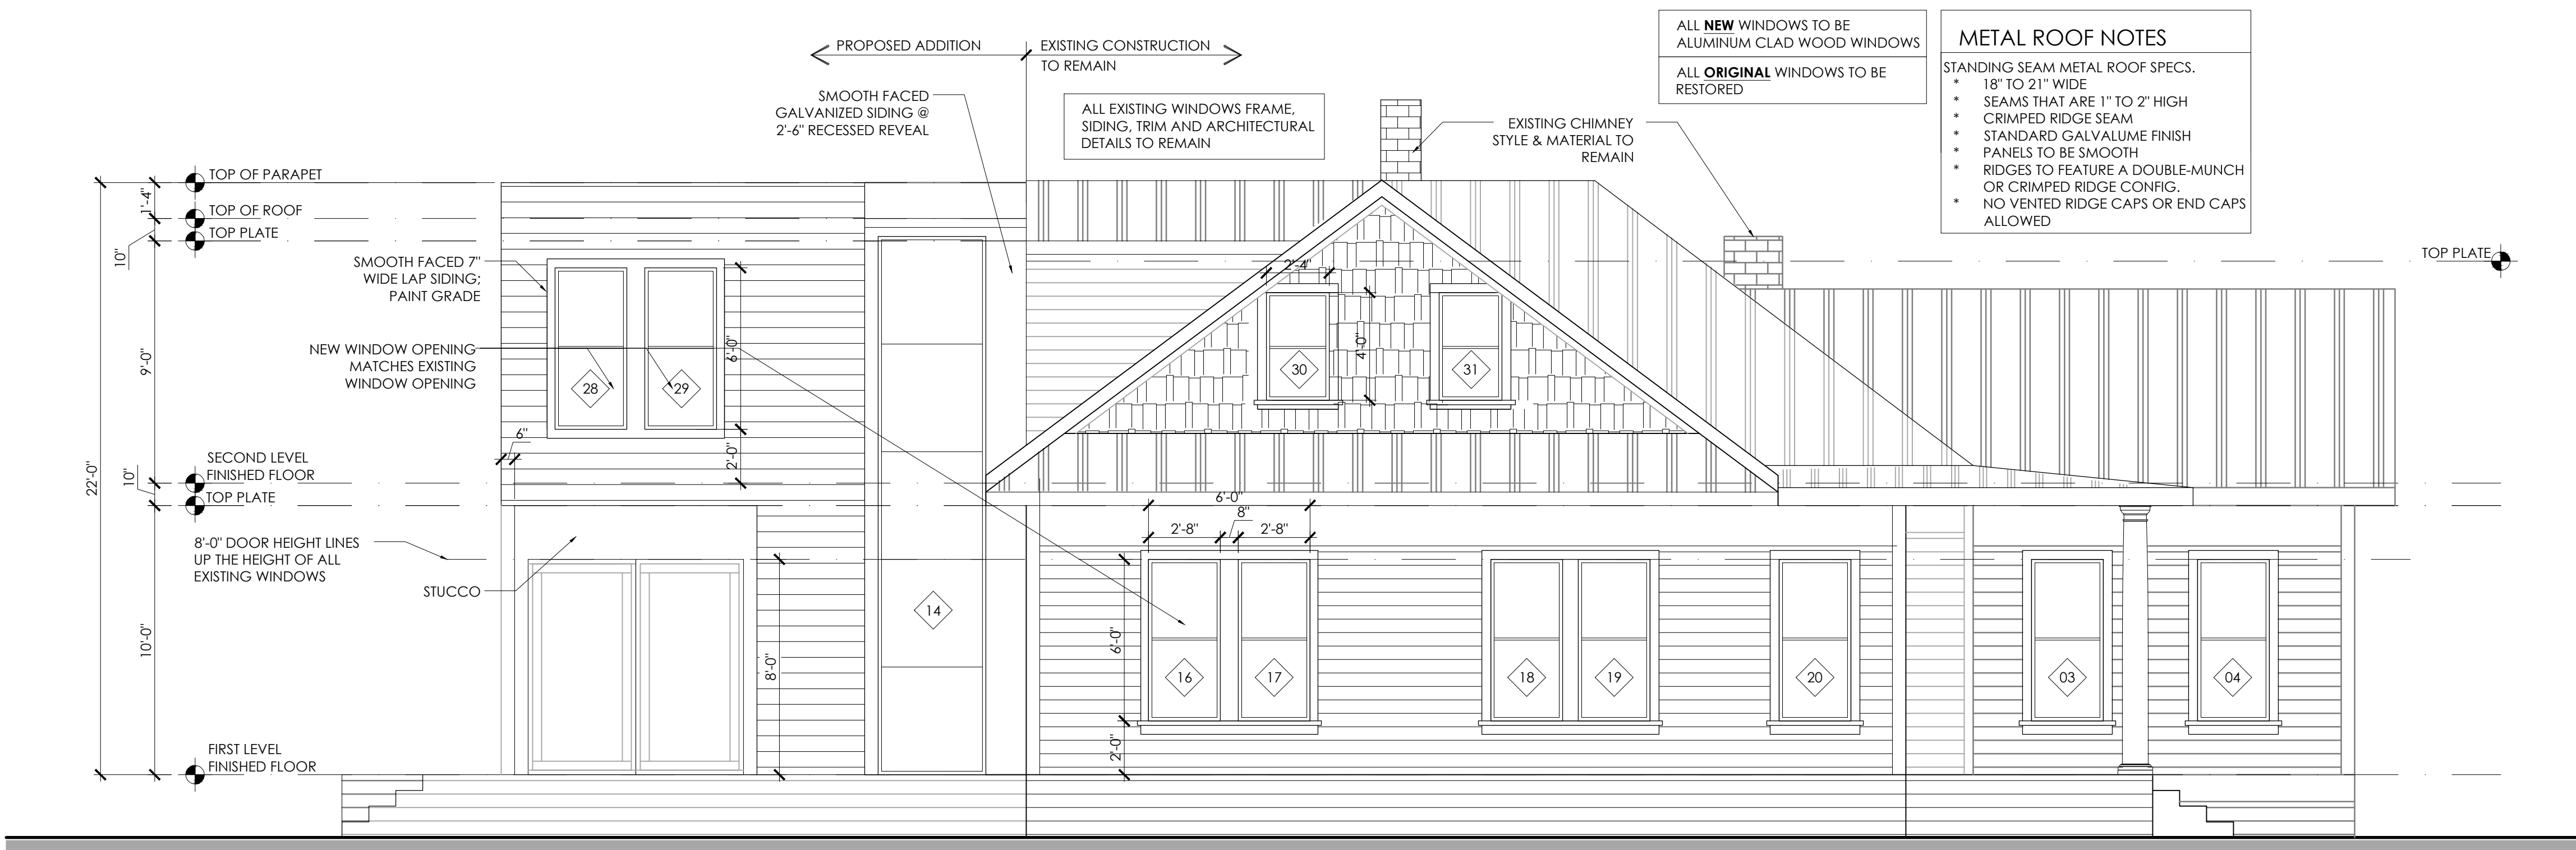 PROPOSED ADDITION
EXISTING CONSTRUCTION
TO REMAIN
ALL NEW WINDOWS TO BE
ALUMINUM CLAD WOOD WINDOWS
ALL ORIGINAL WINDOWS TO BE
RESTORED
METAL ROOF NOTES
STANDING SEAM METAL ROOF SPECS.
* 18" TO 21" WIDE
* SEAMS THAT ARE 1" TO 2" HIGH
* CRIMPED RIDGE SEAM
* STANDARD GALVALUME FINISH
* PANELS TO BE SMOOTH
* RIDGES TO FEATURE A DOUBLE-MUNCH
OR CRIMPED RIDGE CONFIG.
* NO VENTED RIDGE CAPS OR END CAPS
ALLOWED
SMOOTH FACED
GALVANIZED SIDING @
2'-6" RECESSED REVEAL
ALL EXISTING WINDOWS FRAME,
SIDING, TRIM AND ARCHITECTURAL
DETAILS TO REMAIN
EXISTING CHIMNEY
STYLE & MATERIAL TO
REMAIN
TOP OF PARAPET
1'-4"
TOP OF ROOF
TOP PLATE
10"
TOP PLATE
SMOOTH FACED 7"
WIDE LAP SIDING;
PAINT GRADE
2'-4"
NEW WINDOW OPENING
MATCHES EXISTING
WINDOW OPENING
9'-0"
6'-0"
4'-0"
28
29
30
31
6"
2'-0"
SECOND LEVEL
FINISHED FLOOR
22'-0"
10"
TOP PLATE
6'-0"
8"
2'-8"
2'-8"
8'-0" DOOR HEIGHT LINES
UP THE HEIGHT OF ALL
EXISTING WINDOWS
STUCCO
14
10'-0"
8'-0"
6'-0"
16
17
18
19
20
03
04
2'-0"
FIRST LEVEL
FINISHED FLOOR